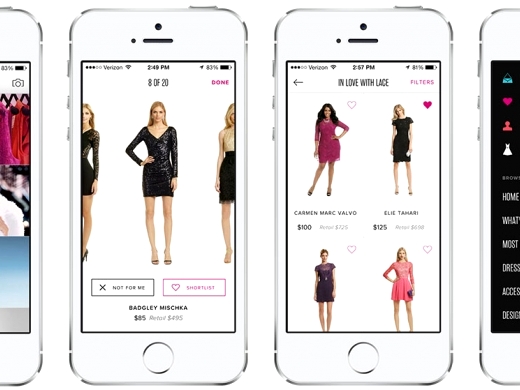 83%
Verizon
2:49 PM
83%
8 OF 20
DONE
NOT FOR ME
SHORTLIST
BADGLEY MISCHKA
$85 Retail $495
Verizon
2:57 PM
81%
IN LOVE WITH LACE
FILTERS
CARMEN MARC VALVO
$100 Retail $725
ELIE TAHARI
$125 Retail $698
BROW
HOME
WHAT'
MOST
DRESS
ACCES
DESIGN